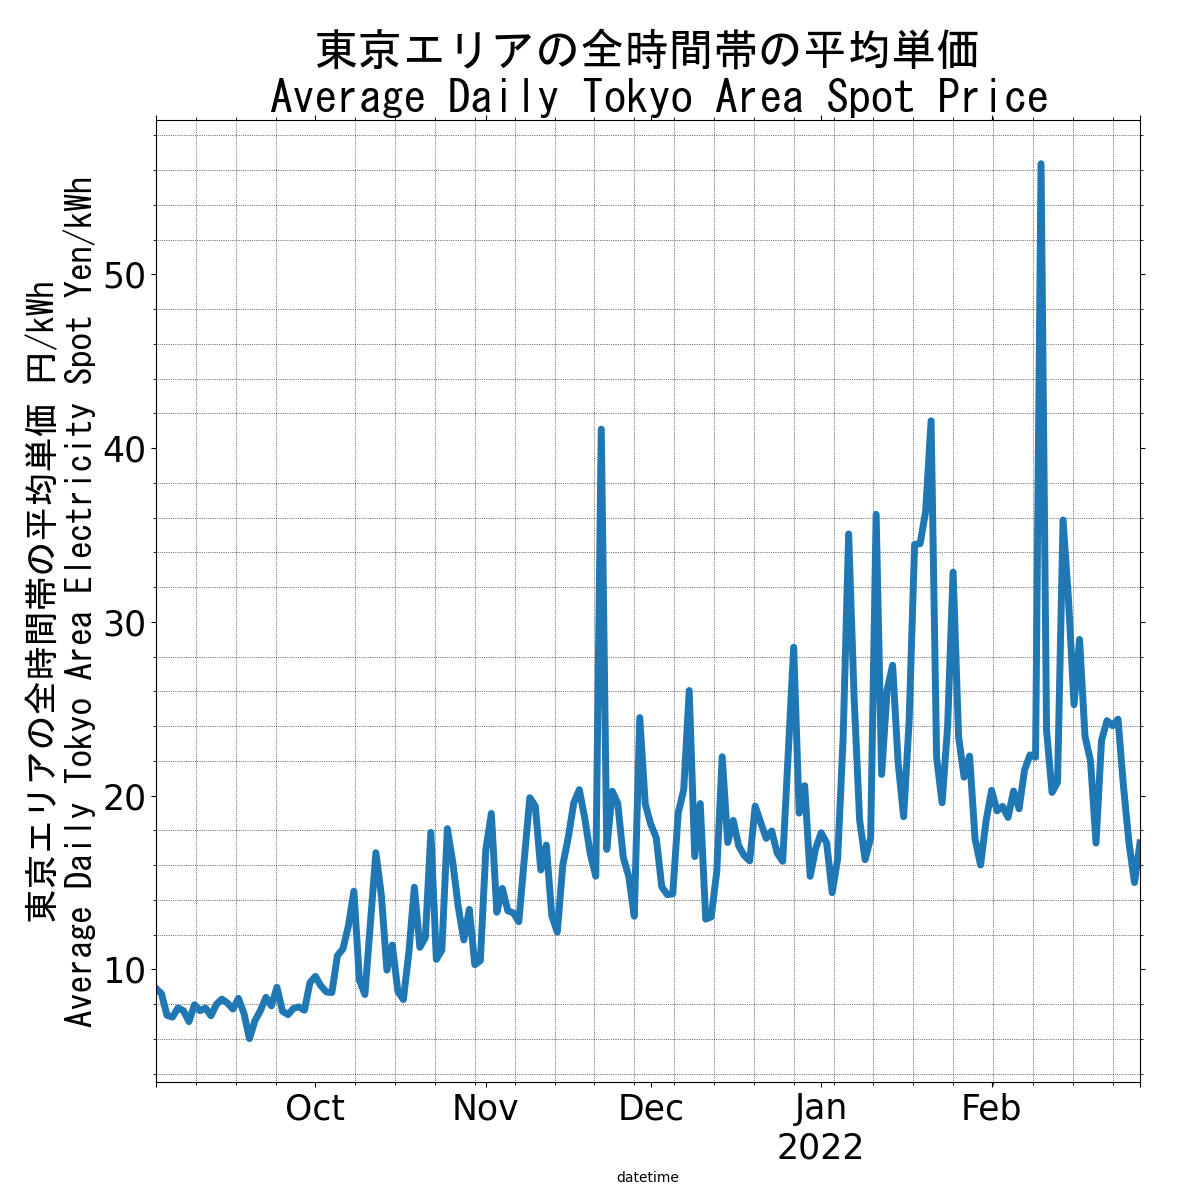 東京エリアの全時間帯の平均単価
Average Daily Tokyo Area Spot Price
東京エリアの全時間帯の平均単価 円/kWh
Average Daily Tokyo Area Electricity Spot Yen/kWh
50
40
30
20
10
Oct
Nov
Dec
Jan
2022
Feb
datetime